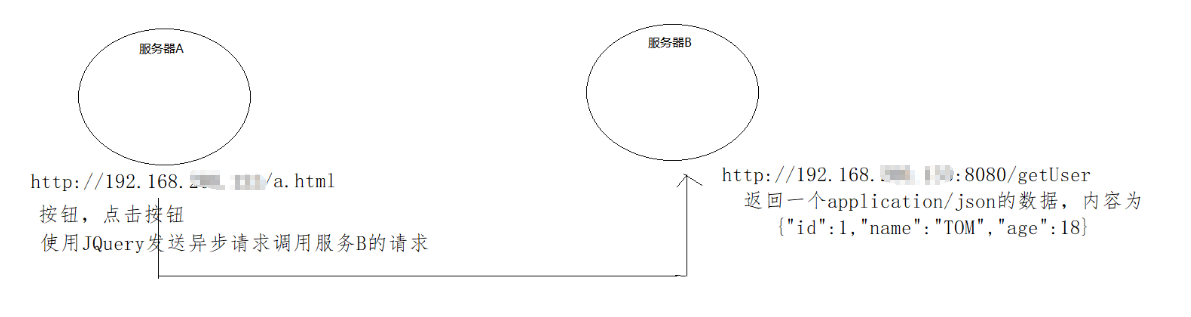 服务器A
服务器B
http://192.168. /a.html
按钮，点击按钮
使用JQuery发送异步请求调用服务B的请求
http://192.168. :8080/getUser
返回一个application/json的数据，内容为
{"id":1,"name":"TOM","age":18}